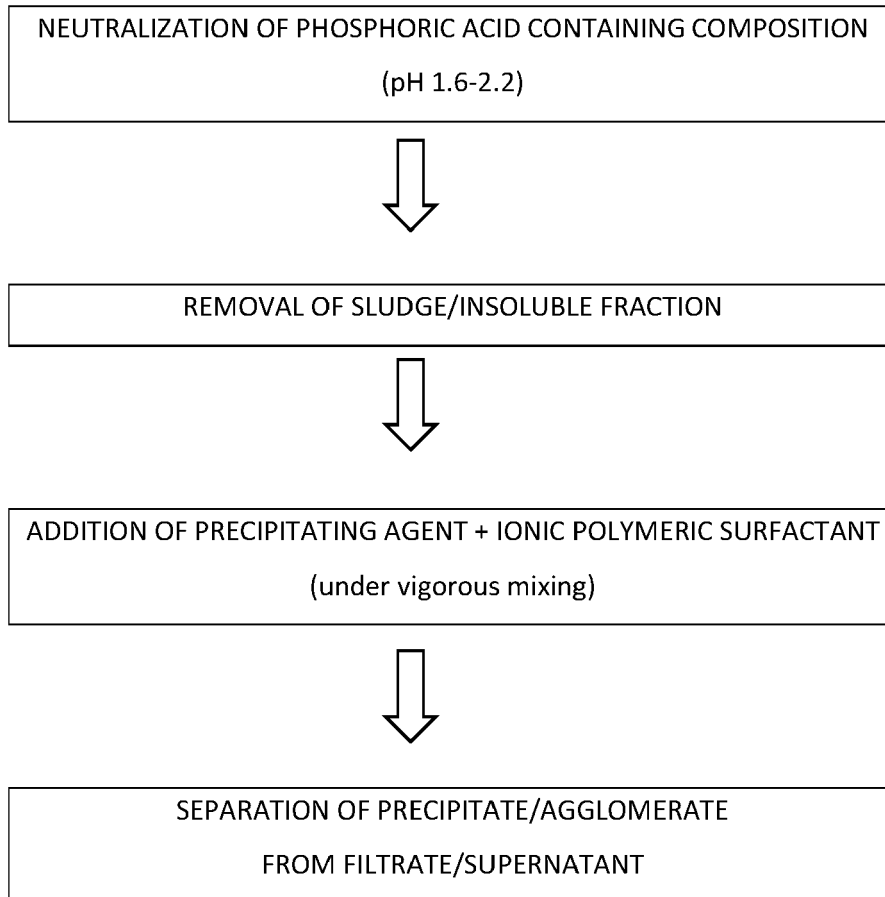 NEUTRALIZATION OF PHOSPHORIC ACID CONTAINING COMPOSITION
(pH 1.6-2.2)
REMOVAL OF SLUDGE/INSOLUBLE FRACTION
ADDITION OF PRECIPITATING AGENT + IONIC POLYMERIC SURFACTANT
(under vigorous mixing)
SEPARATION OF PRECIPITATE/AGGLOMERATE
FROM FILTRATE/SUPERNATANT